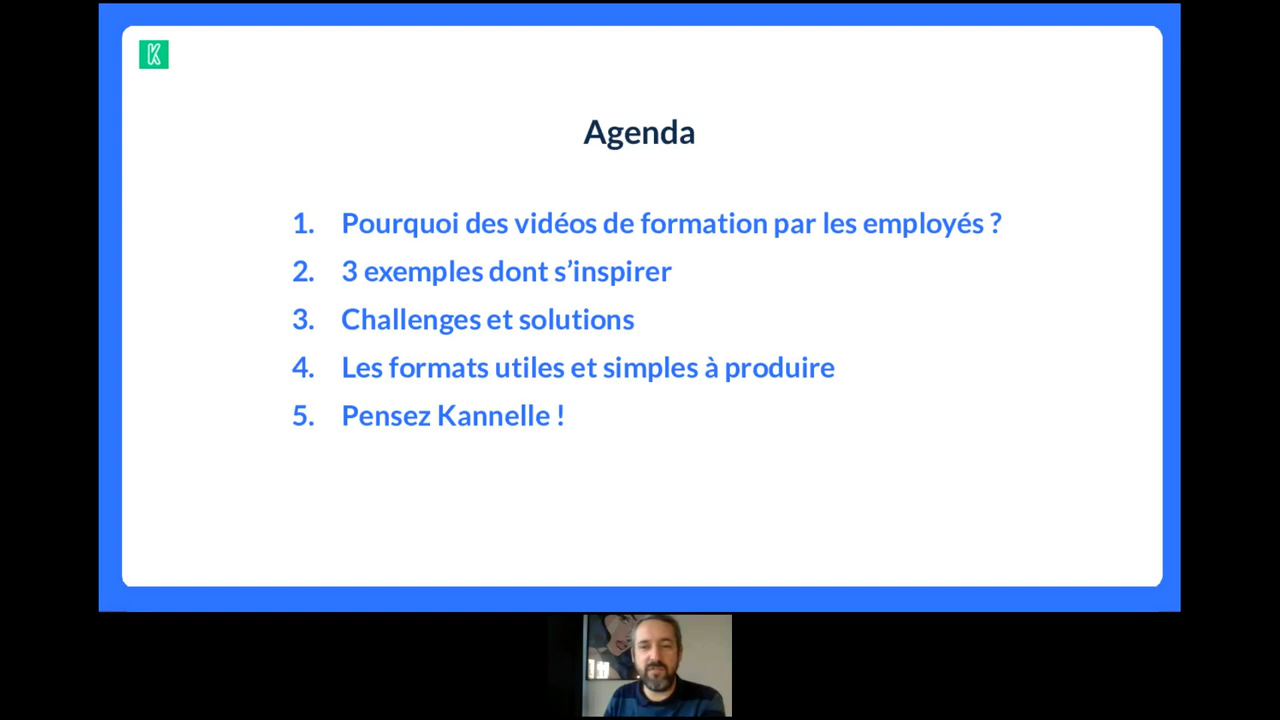 K
Agenda
1. Pourquoi des vidéos de formation par les employés ?
2. 3 exemples dont s’inspirer
3. Challenges et solutions
4. Les formats utiles et simples à produire
5. Pensez Kannelle !